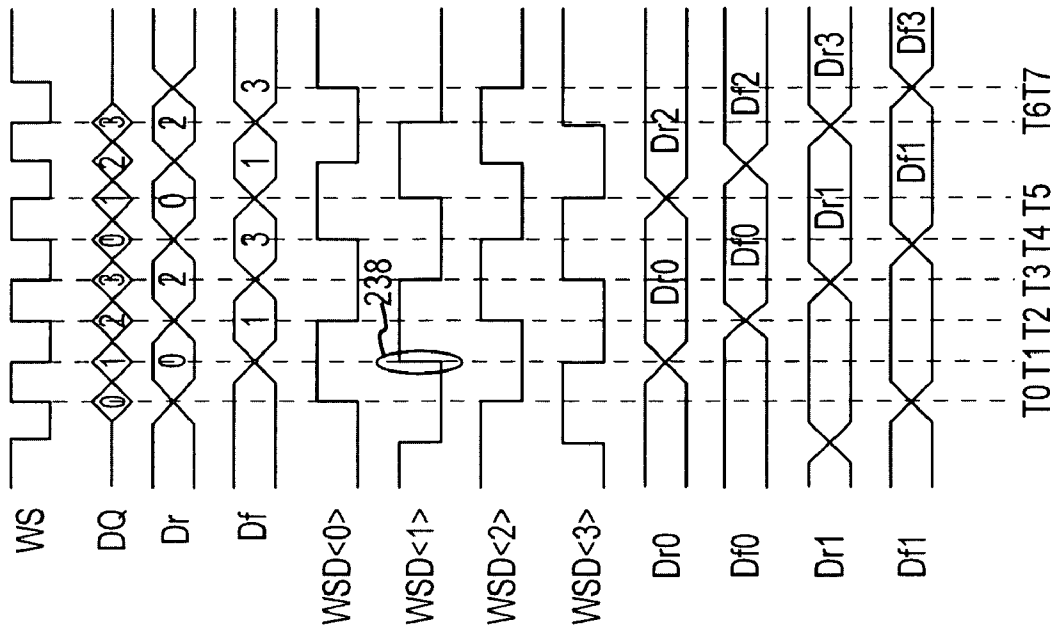 WS
DQ 0 1 2 3 0 1 2 3
Dr 0 2 0 2
Df 1 3 1 3
WSD<0>
238
WSD<1>
WSD<2>
WSD<3>
Dr0 Dr0 Dr2
Df0 Df0 Df2
Dr1 Dr1 Dr3
Df1 Df1 Df3
T0 T1 T2 T3 T4 T5 T6 T7